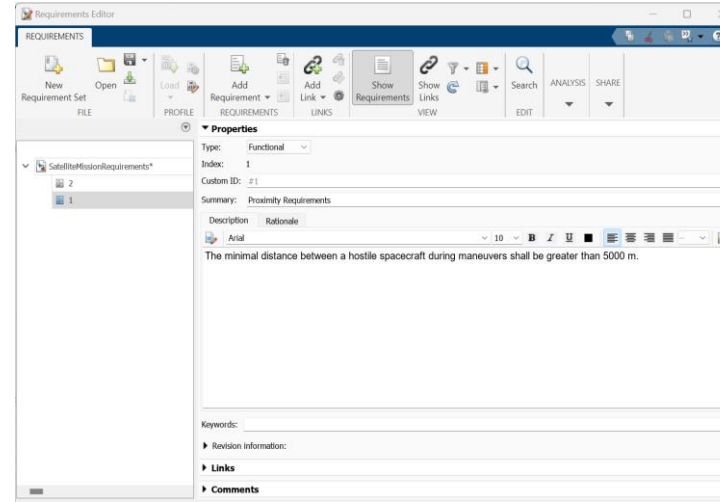 Requirements Editor
REQUIREMENTS
New
Requirement Set
Open
Load
Add
Requirement
Add
Link
Show
Requirements
Show
Links
Search
ANALYSIS
SHARE
FILE
PROFILE
REQUIREMENTS
LINKS
VIEW
EDIT
Properties
Type: Functional
Index: 1
SatelliteMissionRequirements*
Custom ID: #1
2
1
Summary: Proximity Requirements
Description Rationale
Arial 10 B I U
The minimal distance between a hostile spacecraft during maneuvers shall be greater than 5000 m.
Keywords:
Revision information:
Links
Comments